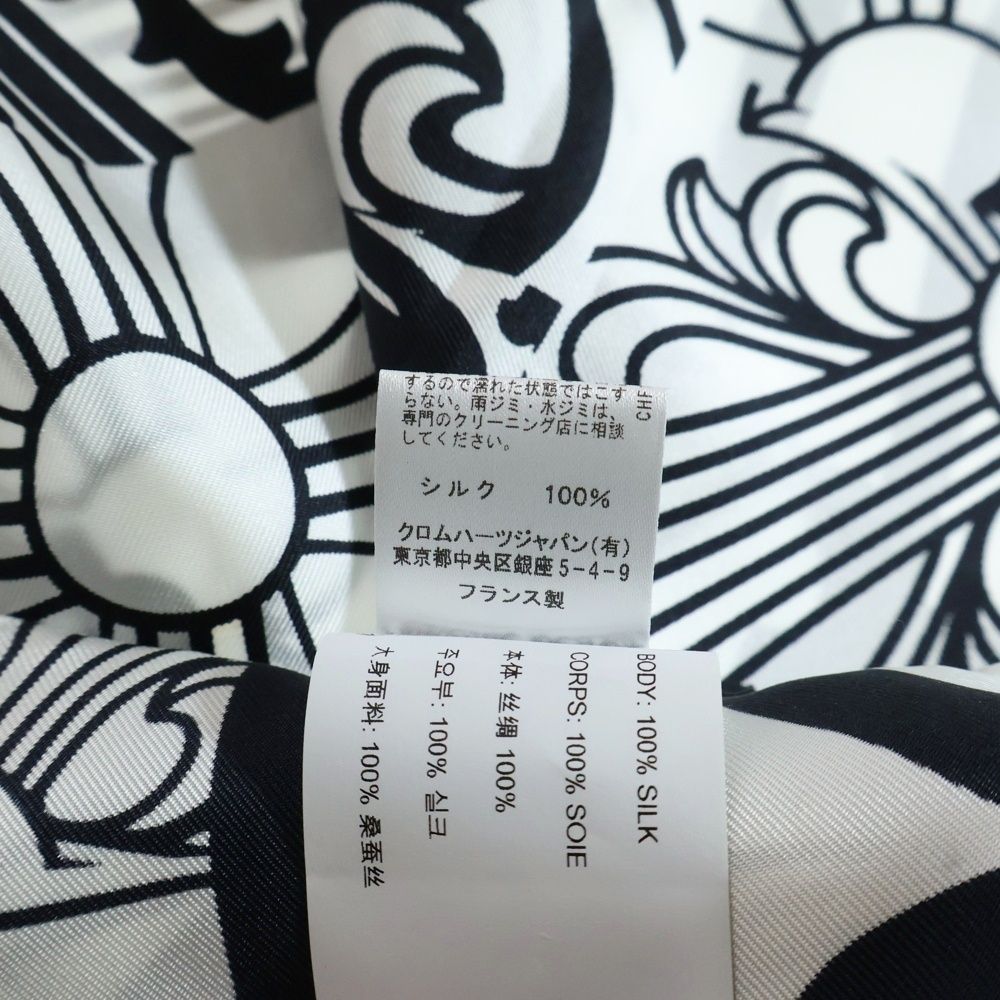 するので濡れた状態ではこす
らない。雨ジミ・水ジミは、
専門のクリーニング店に相談
してください。
シルク 100%
クロムハーツジャパン(有)
東京都中央区銀座5-4-9
フランス製
CHF
BODY: 100% SILK
CORPS: 100% SOIE
本体: 丝绸 100%
주요부: 100% 실크
大身面料: 100% 桑蚕丝